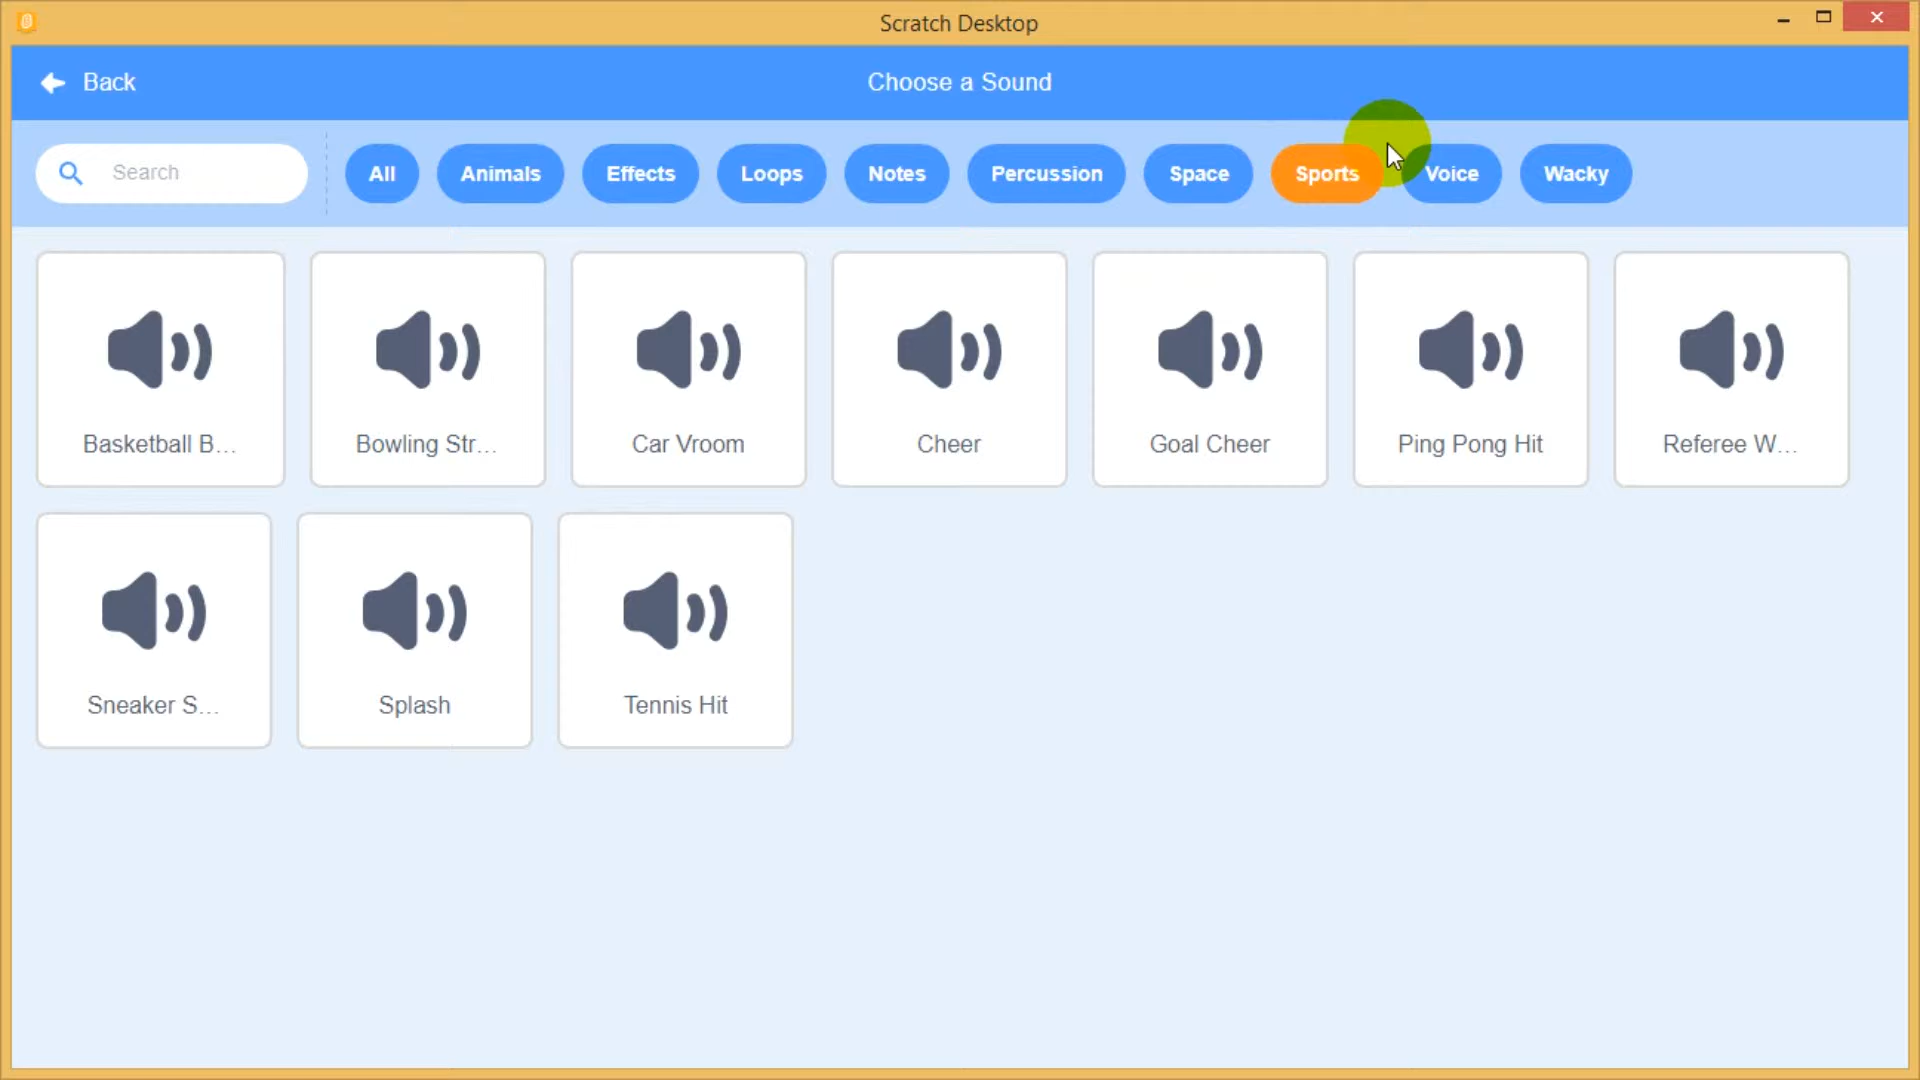 Scratch Desktop
Back
Choose a Sound
Search
All
Animals
Effects
Loops
Notes
Percussion
Space
Sports
Voice
Wacky
Basketball B...
Bowling Str...
Car Vroom
Cheer
Goal Cheer
Ping Pong Hit
Referee W...
Sneaker S...
Splash
Tennis Hit